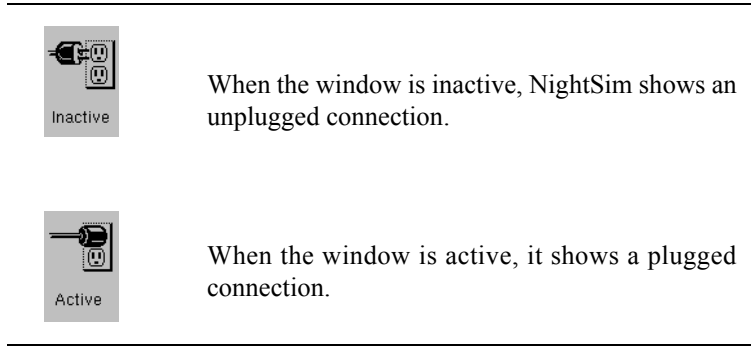 Inactive
When the window is inactive, NightSim shows an
unplugged connection.
Active
When the window is active, it shows a plugged
connection.